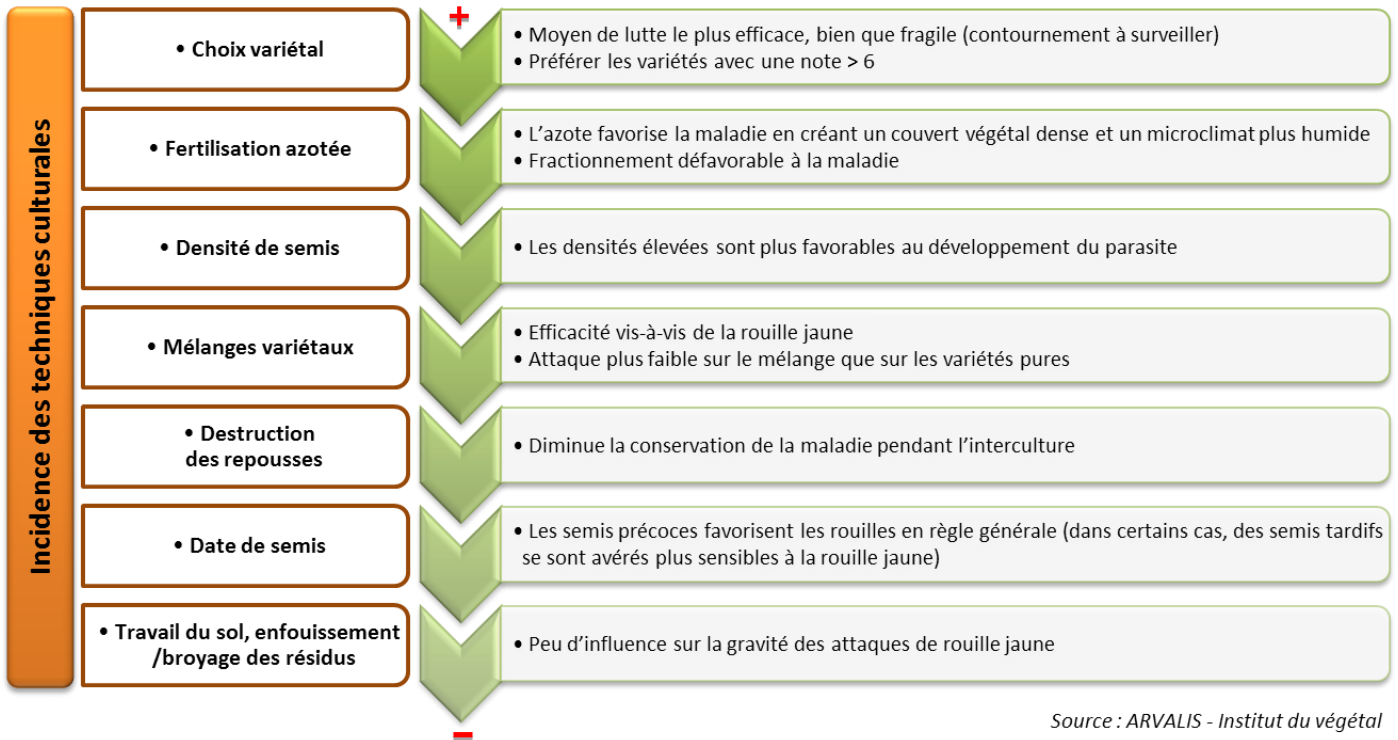 Incidence des techniques culturales
+
• Choix variétal
• Moyen de lutte le plus efficace, bien que fragile (contournement à surveiller)
• Préférer les variétés avec une note > 6
• Fertilisation azotée
• L’azote favorise la maladie en créant un couvert végétal dense et un microclimat plus humide
• Fractionnement défavorable à la maladie
• Densité de semis
• Les densités élevées sont plus favorables au développement du parasite
• Mélanges variétaux
• Efficacité vis-à-vis de la rouille jaune
• Attaque plus faible sur le mélange que sur les variétés pures
• Destruction
des repousses
• Diminue la conservation de la maladie pendant l’interculture
• Date de semis
• Les semis précoces favorisent les rouilles en règle générale (dans certains cas, des semis tardifs
se sont avérés plus sensibles à la rouille jaune)
• Travail du sol, enfouissement
/broyage des résidus
• Peu d’influence sur la gravité des attaques de rouille jaune
–
Source : ARVALIS - Institut du végétal